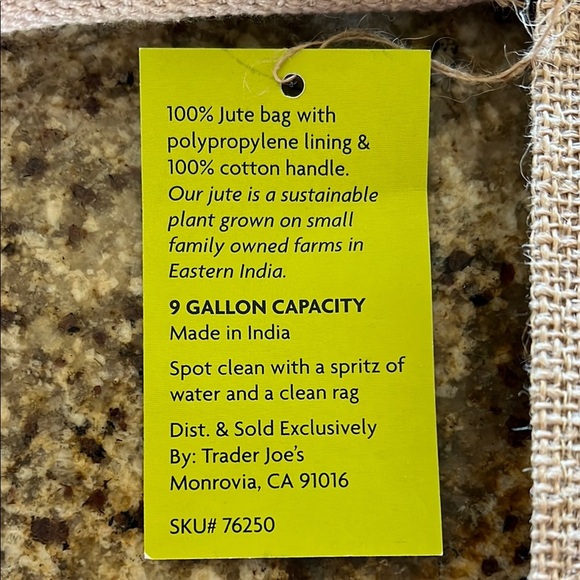 100% Jute bag with
polypropylene lining &
100% cotton handle.
Our jute is a sustainable
plant grown on small
family owned farms in
Eastern India.
9 GALLON CAPACITY
Made in India
Spot clean with a spritz of
water and a clean rag
Dist. & Sold Exclusively
By: Trader Joe's
Monrovia, CA 91016
SKU# 76250